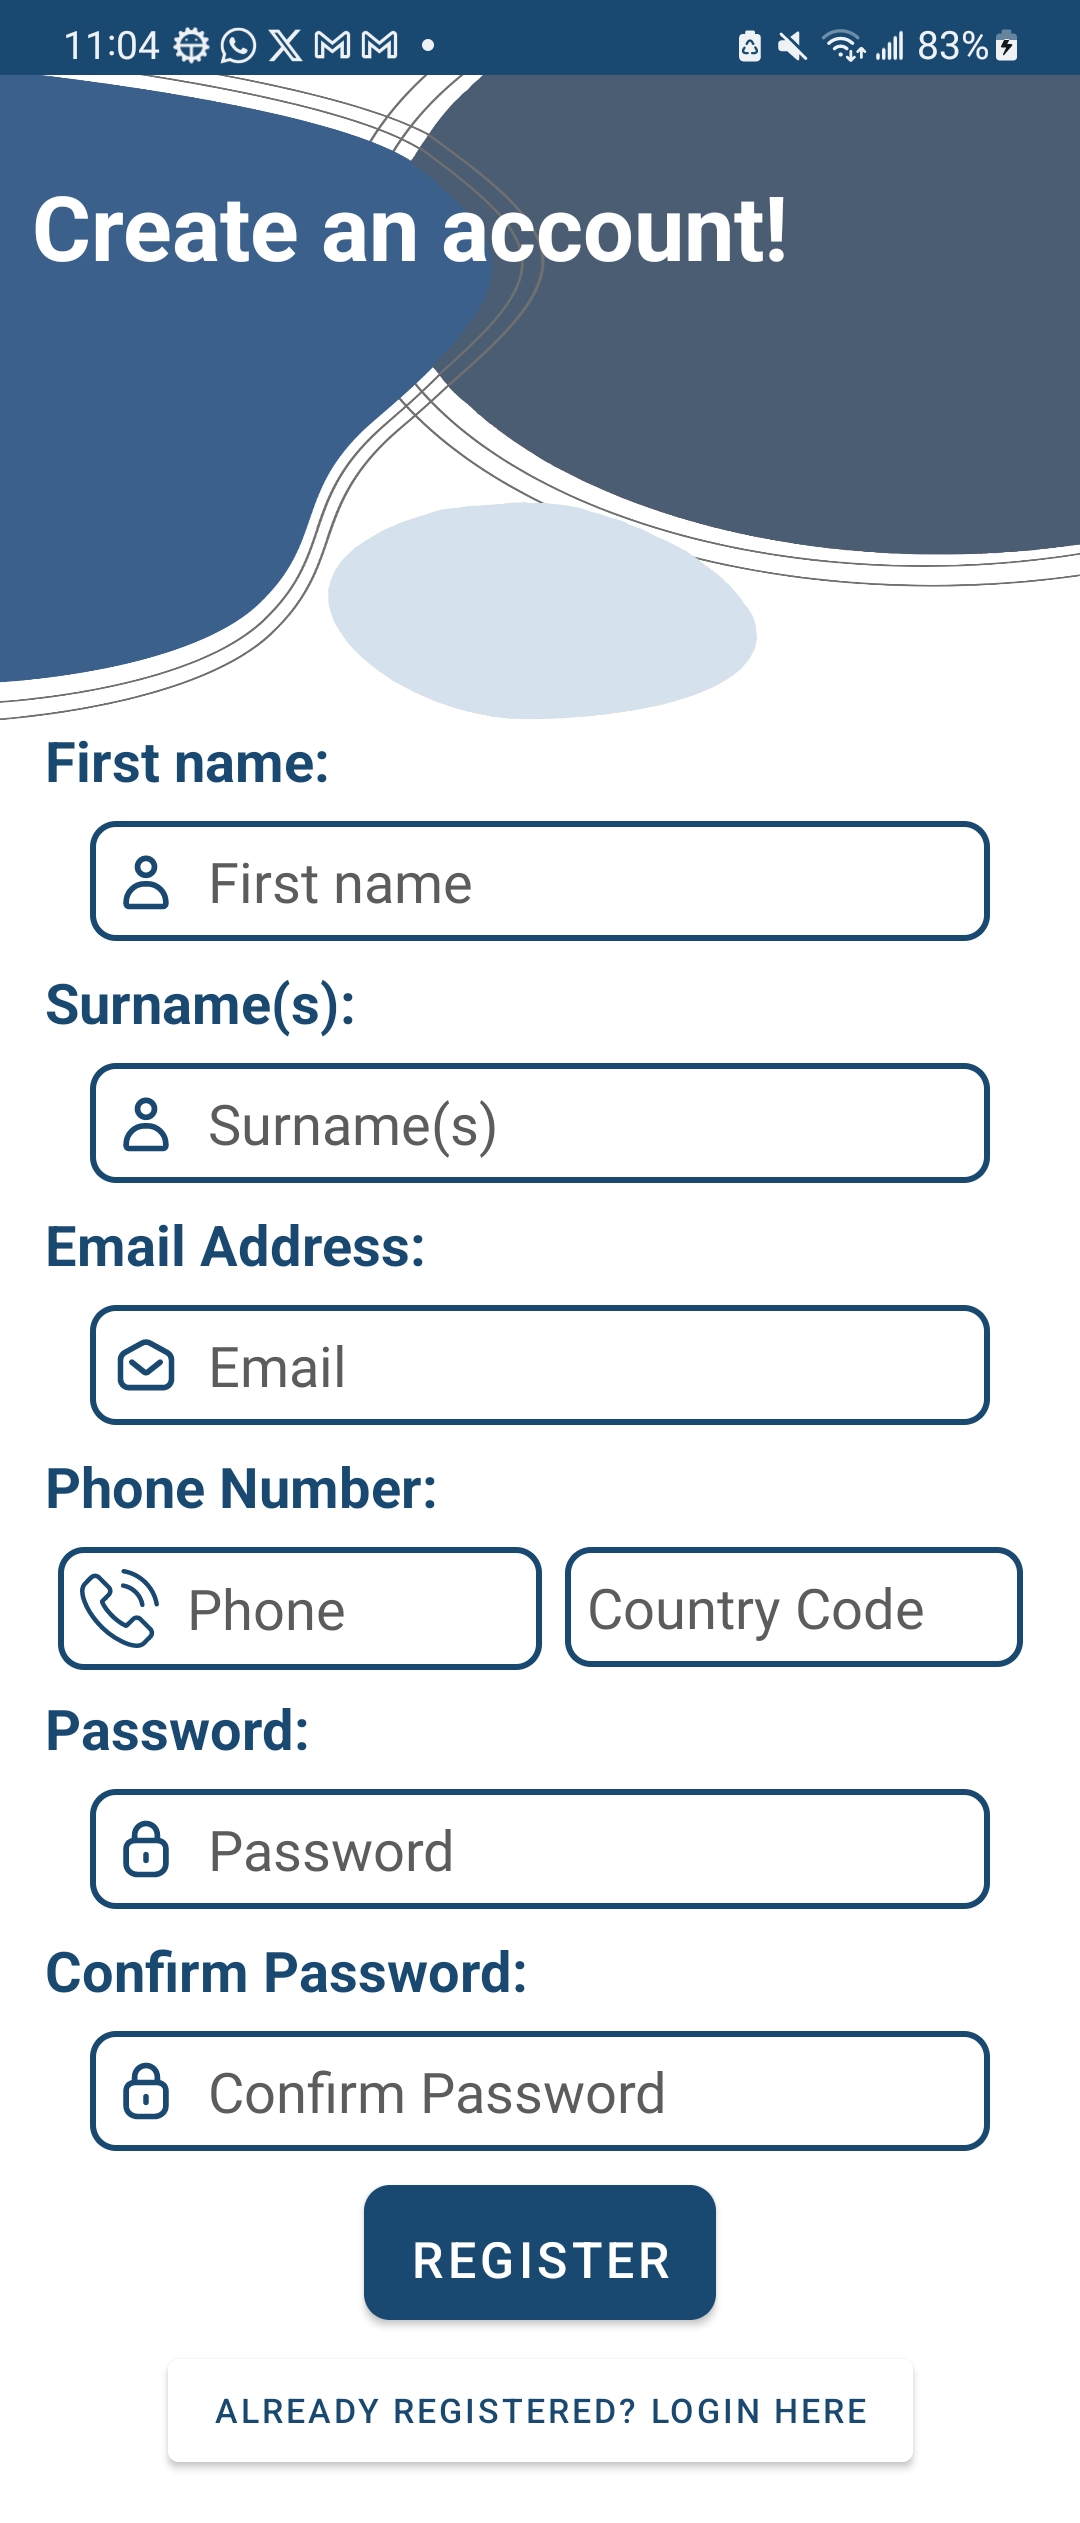 11:04 83%
Create an account!
First name:
First name
Surname(s):
Surname(s)
Email Address:
Email
Phone Number:
Phone Country Code
Password:
Password
Confirm Password:
Confirm Password
REGISTER
ALREADY REGISTERED? LOGIN HERE